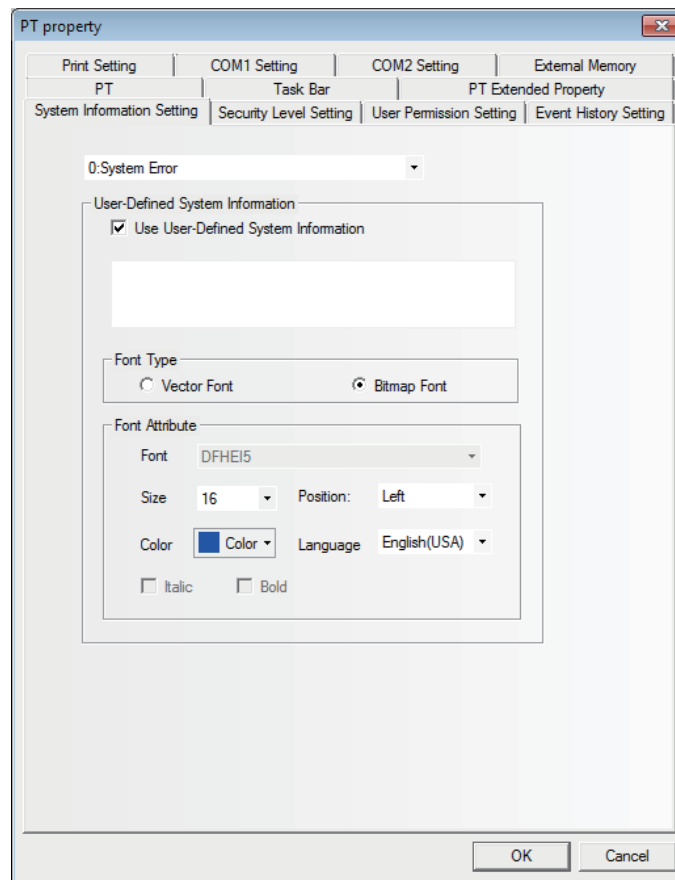 PT property
Print Setting COM1 Setting COM2 Setting External Memory
PT Task Bar PT Extended Property
System Information Setting Security Level Setting User Permission Setting Event History Setting
0:System Error
User-Defined System Information
Use User-Defined System Information
Font Type
Vector Font Bitmap Font
Font Attribute
Font DFHEI5
Size 16 Position: Left
Color Color Language English(USA)
Italic Bold
OK Cancel